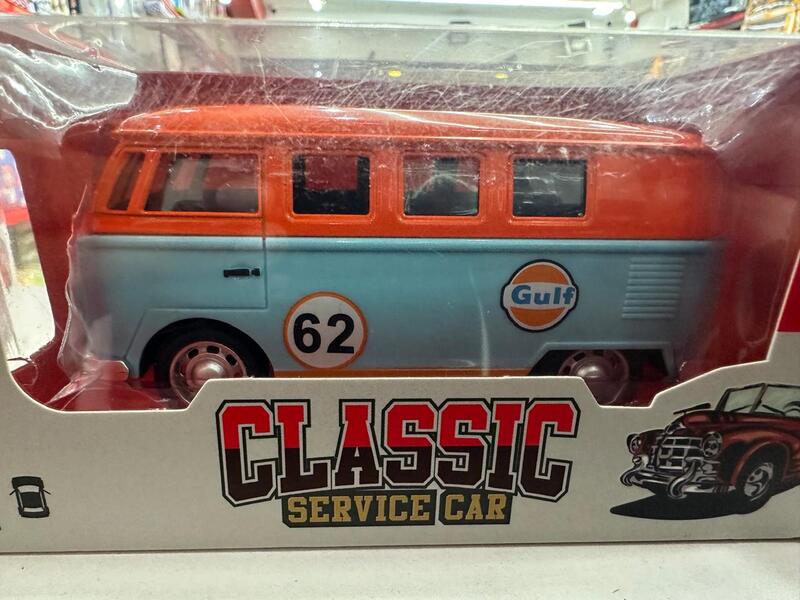 62
Gulf
CLASSIC
SERVICE CAR